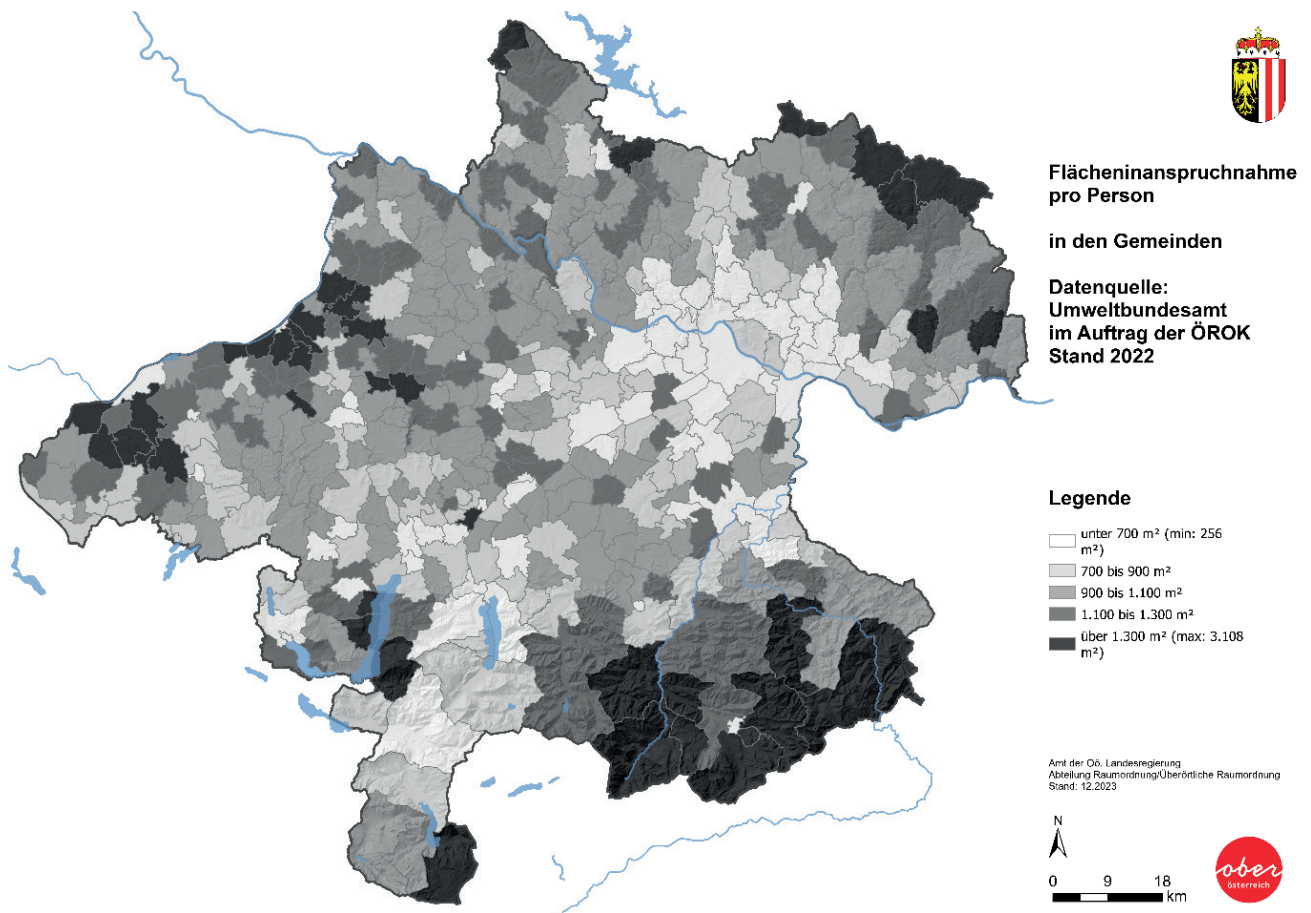 Flächeninanspruchnahme
pro Person
in den Gemeinden
Datenquelle:
Umweltbundesamt
im Auftrag der ÖROK
Stand 2022
Legende
unter 700 m² (min: 256
m²)
700 bis 900 m²
900 bis 1.100 m²
1.100 bis 1.300 m²
über 1.300 m² (max: 3.108
m²)
Amt der Oö. Landesregierung
Abteilung Raumordnung/Überörtliche Raumordnung
Stand: 12.2023
N
0 9 18
km
ober
österreich